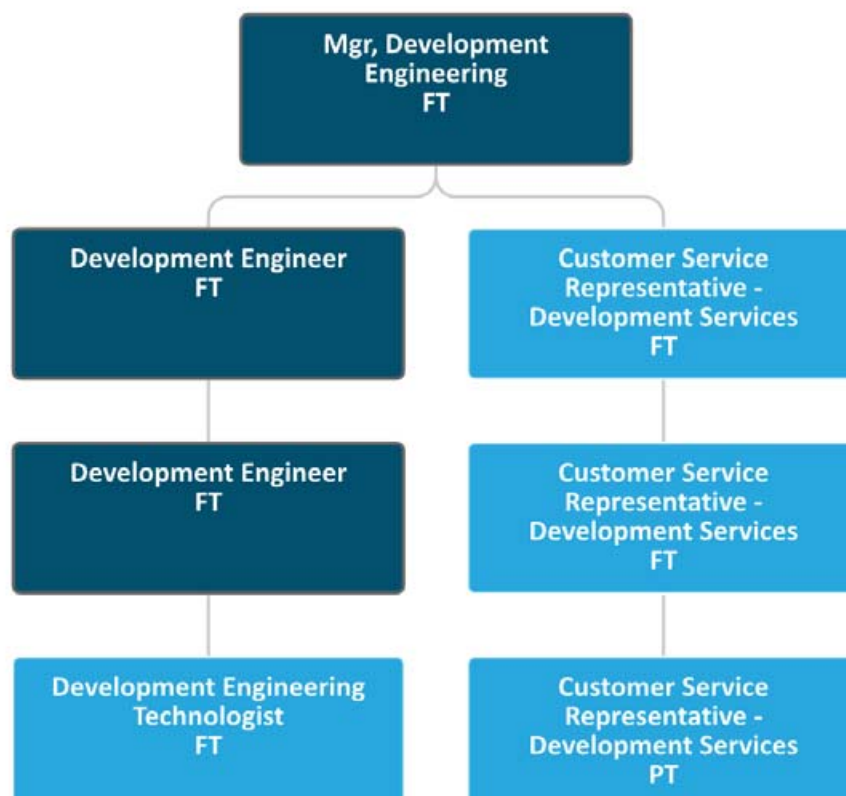 Mgr, Development
Engineering
FT
Development Engineer
FT
Customer Service
Representative -
Development Services
FT
Development Engineer
FT
Customer Service
Representative -
Development Services
FT
Development Engineering
Technologist
FT
Customer Service
Representative -
Development Services
PT